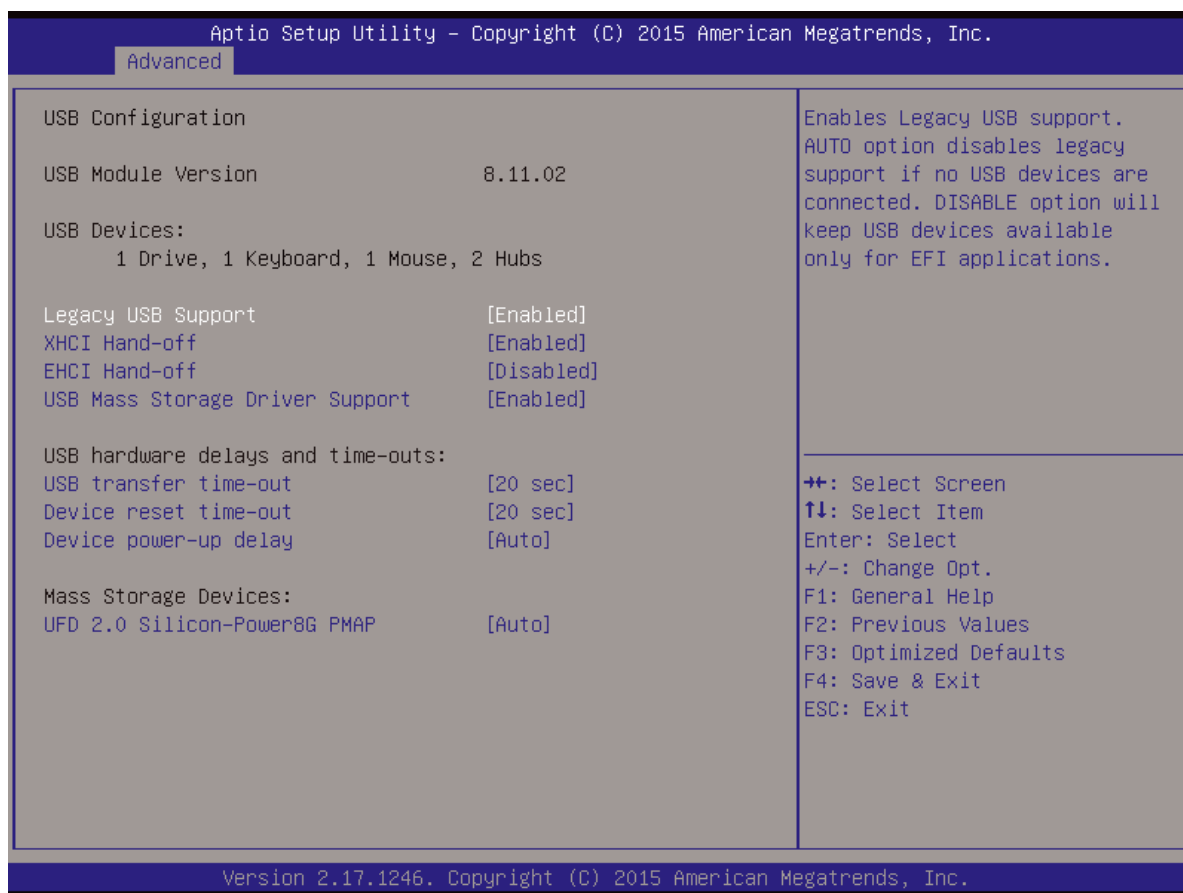 Aptio Setup Utility – Copyright (C) 2015 American Megatrends, Inc.
Advanced
USB Configuration
USB Module Version 8.11.02
USB Devices:
1 Drive, 1 Keyboard, 1 Mouse, 2 Hubs
Legacy USB Support [Enabled]
XHCI Hand-off [Enabled]
EHCI Hand-off [Disabled]
USB Mass Storage Driver Support [Enabled]
USB hardware delays and time-outs:
USB transfer time-out [20 sec]
Device reset time-out [20 sec]
Device power-up delay [Auto]
Mass Storage Devices:
UFD 2.0 Silicon-Power8G PMAP [Auto]
Enables Legacy USB support.
AUTO option disables legacy
support if no USB devices are
connected. DISABLE option will
keep USB devices available
only for EFI applications.
→←: Select Screen
↑↓: Select Item
Enter: Select
+/-: Change Opt.
F1: General Help
F2: Previous Values
F3: Optimized Defaults
F4: Save & Exit
ESC: Exit
Version 2.17.1246. Copyright (C) 2015 American Megatrends, Inc.